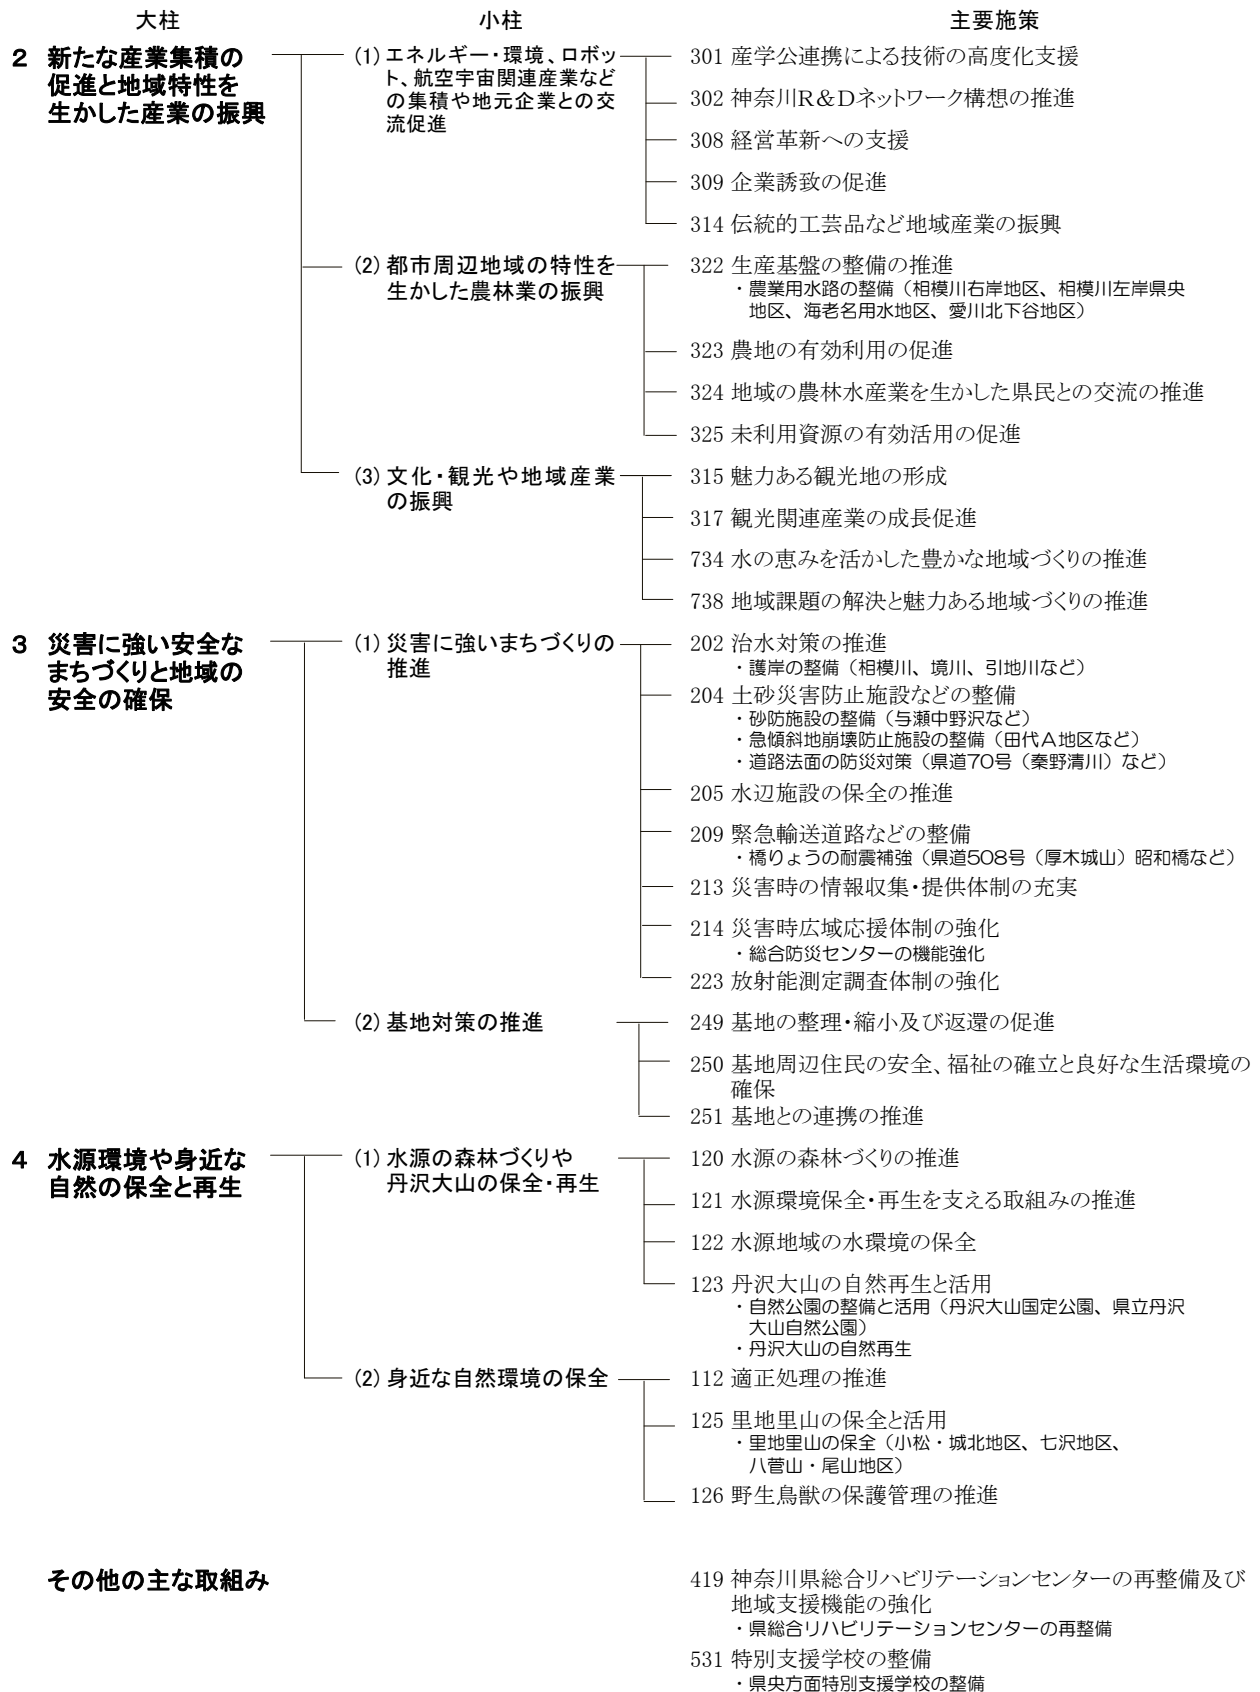 大柱 小柱 主要施策
２ 新たな産業集積の
促進と地域特性を
生かした産業の振興
(1) エネルギー・環境、ロボッ
ト、航空宇宙関連産業など
の集積や地元企業との交
流促進
301 産学公連携による技術の高度化支援
302 神奈川Ｒ＆Ｄネットワーク構想の推進
308 経営革新への支援
309 企業誘致の促進
314 伝統的工芸品など地域産業の振興
(2) 都市周辺地域の特性を
生かした農林業の振興
322 生産基盤の整備の推進
・農業用水路の整備（相模川右岸地区、相模川左岸県央
地区、海老名用水地区、愛川北下谷地区）
323 農地の有効利用の促進
324 地域の農林水産業を生かした県民との交流の推進
325 未利用資源の有効活用の促進
(3) 文化・観光や地域産業
の振興
315 魅力ある観光地の形成
317 観光関連産業の成長促進
734 水の恵みを活かした豊かな地域づくりの推進
738 地域課題の解決と魅力ある地域づくりの推進
３ 災害に強い安全な
まちづくりと地域の
安全の確保
(1) 災害に強いまちづくりの
推進
202 治水対策の推進
・護岸の整備（相模川、境川、引地川など）
204 土砂災害防止施設などの整備
・砂防施設の整備（与瀬中野沢など）
・急傾斜地崩壊防止施設の整備（田代Ａ地区など）
・道路法面の防災対策（県道70号（秦野清川）など）
205 水辺施設の保全の推進
209 緊急輸送道路などの整備
・橋りょうの耐震補強（県道508号（厚木城山）昭和橋など）
213 災害時の情報収集・提供体制の充実
214 災害時広域応援体制の強化
・総合防災センターの機能強化
223 放射能測定調査体制の強化
(2) 基地対策の推進
249 基地の整理・縮小及び返還の促進
250 基地周辺住民の安全、福祉の確立と良好な生活環境の
確保
251 基地との連携の推進
４ 水源環境や身近な
自然の保全と再生
(1) 水源の森林づくりや
丹沢大山の保全・再生
120 水源の森林づくりの推進
121 水源環境保全・再生を支える取組みの推進
122 水源地域の水環境の保全
123 丹沢大山の自然再生と活用
・自然公園の整備と活用（丹沢大山国定公園、県立丹沢
大山自然公園）
・丹沢大山の自然再生
(2) 身近な自然環境の保全
112 適正処理の推進
125 里地里山の保全と活用
・里地里山の保全（小松・城北地区、七沢地区、
八菅山・尾山地区）
126 野生鳥獣の保護管理の推進
その他の主な取組み
419 神奈川県総合リハビリテーションセンターの再整備及び
地域支援機能の強化
・県総合リハビリテーションセンターの再整備
531 特別支援学校の整備
・県央方面特別支援学校の整備